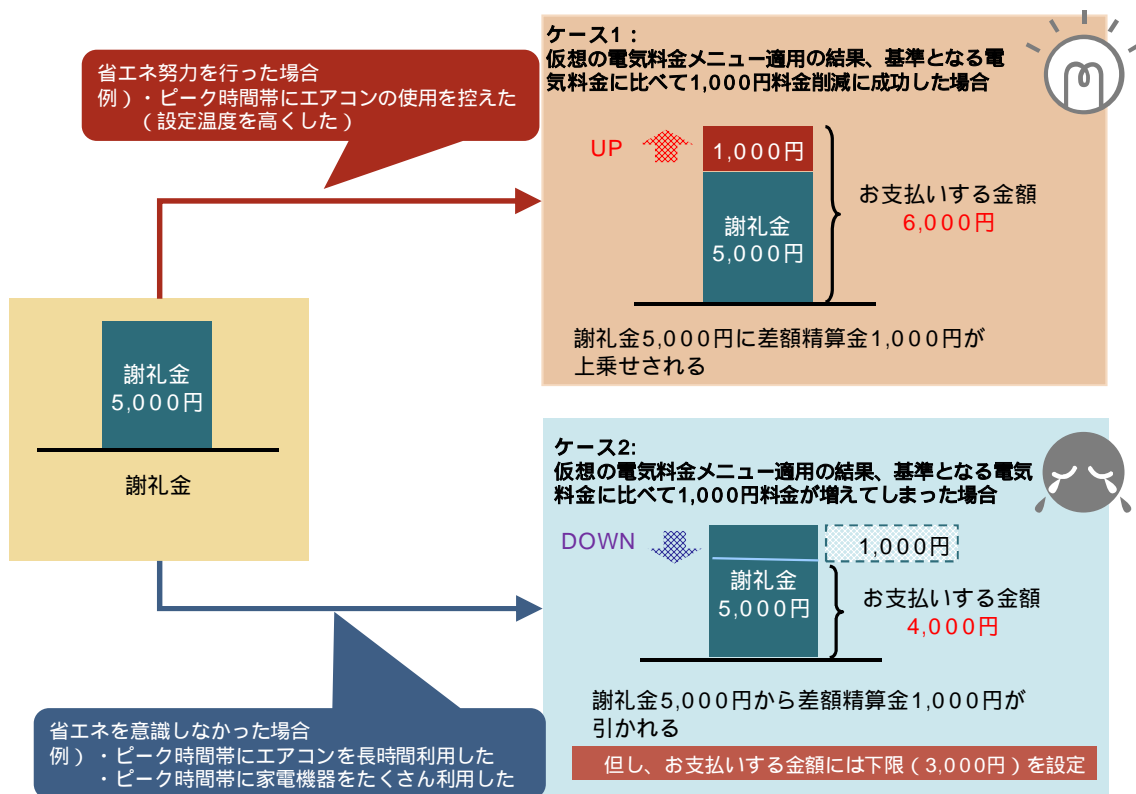 省エネ努力を行った場合
例）・ピーク時間帯にエアコンの使用を控えた
（設定温度を高くした）
謝礼金
5,000円
謝礼金
ケース1：
仮想の電気料金メニュー適用の結果、基準となる電
気料金に比べて1,000円料金削減に成功した場合
UP
1,000円
謝礼金
5,000円
お支払いする金額
6,000円
謝礼金5,000円に差額精算金1,000円が
上乗せされる
ケース2:
仮想の電気料金メニュー適用の結果、基準となる電気
料金に比べて1,000円料金が増えてしまった場合
DOWN
1,000円
謝礼金
5,000円
お支払いする金額
4,000円
謝礼金5,000円から差額精算金1,000円が
引かれる
但し、お支払いする金額には下限（3,000円）を設定
省エネを意識しなかった場合
例）・ピーク時間帯にエアコンを長時間利用した
・ピーク時間帯に家電機器をたくさん利用した